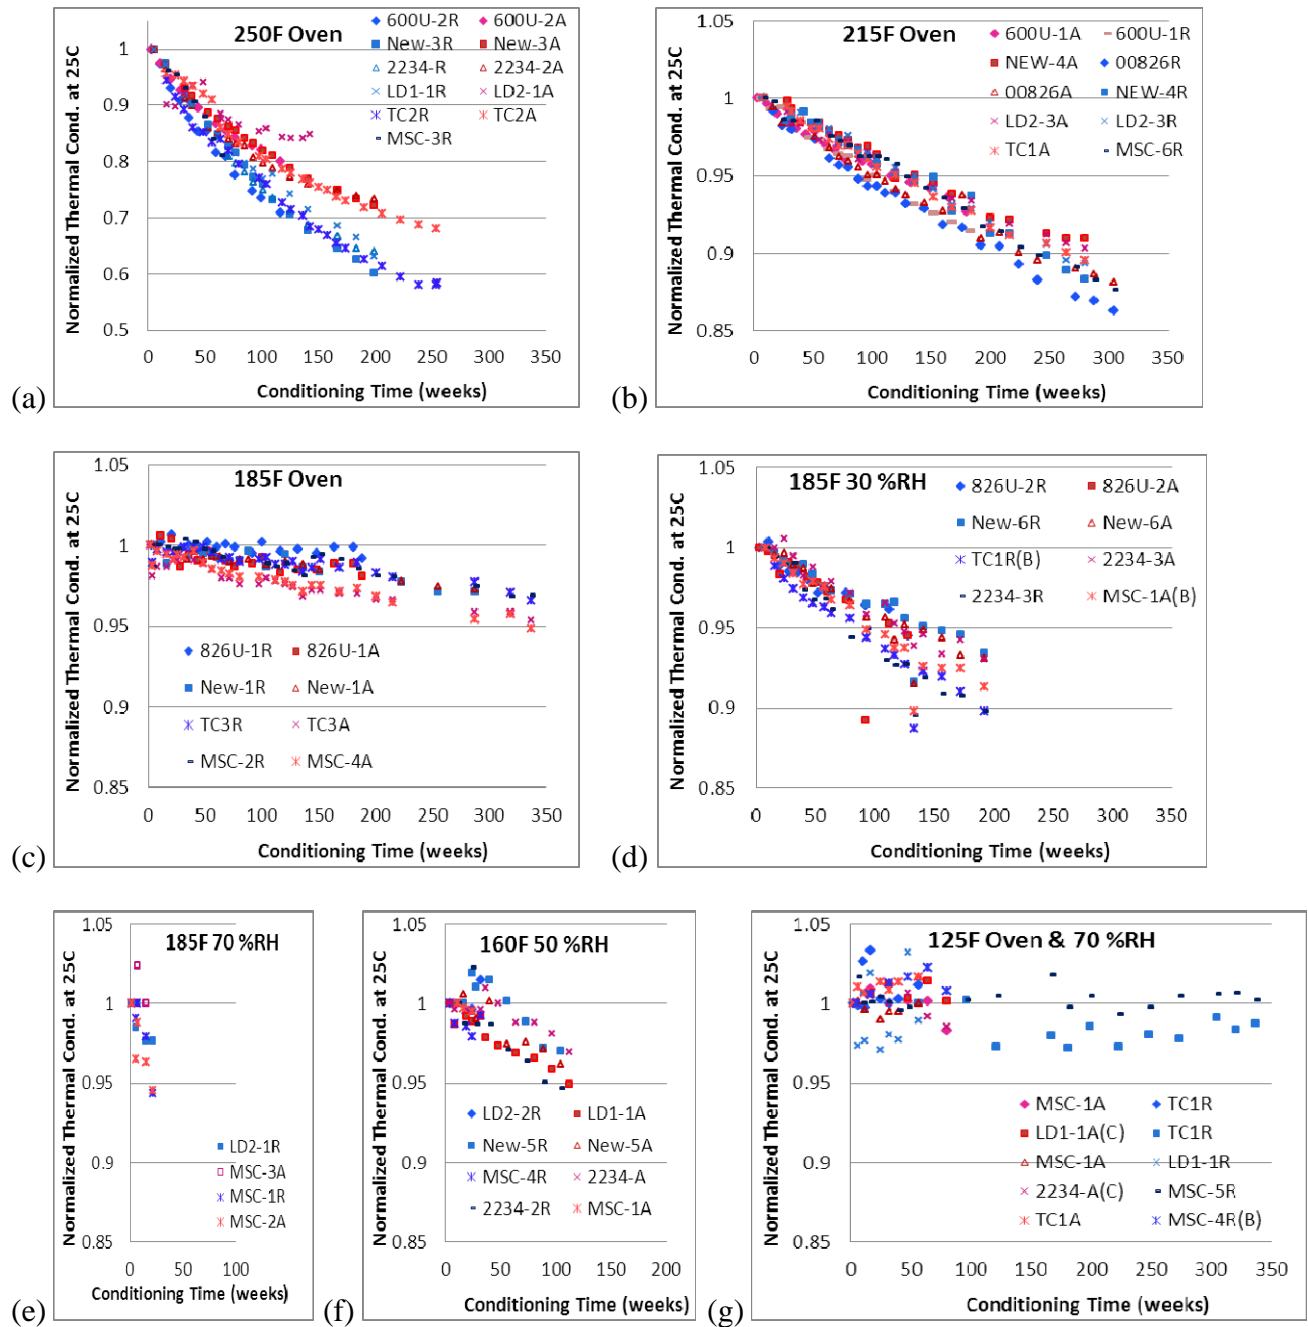 (a)
250F Oven
600U-2R 600U-2A
New-3R New-3A
2234-R 2234-2A
LD1-1R LD2-1A
TC2R TC2A
MSC-3R
Normalized Thermal Cond. at 25C
1
0.9
0.8
0.7
0.6
0.5
0 50 100 150 200 250 300 350
Conditioning Time (weeks)
(b)
215F Oven
600U-1A 600U-1R
NEW-4A 00826R
00826A NEW-4R
LD2-3A LD2-3R
TC1A MSC-6R
Normalized Thermal Cond. at 25C
1.05
1
0.95
0.9
0.85
0 50 100 150 200 250 300 350
Conditioning Time (weeks)
(c)
185F Oven
Normalized Thermal Cond. at 25C
1.05
1
0.95
0.9
0.85
826U-1R 826U-1A
New-1R New-1A
TC3R TC3A
MSC-2R MSC-4A
0 50 100 150 200 250 300 350
Conditioning Time (weeks)
(d)
185F 30 %RH
826U-2R 826U-2A
New-6R New-6A
TC1R(B) 2234-3A
2234-3R MSC-1A(B)
Normalized Thermal Cond. at 25C
1.05
1
0.95
0.9
0.85
0 50 100 150 200 250 300 350
Conditioning Time (weeks)
(e)
185F 70 %RH
Normalized Thermal Cond. at 25C
1.05
1
0.95
0.9
0.85
LD2-1R
MSC-3A
MSC-1R
MSC-2A
0 50 100
Conditioning Time (weeks)
(f)
160F 50 %RH
Normalized Thermal Cond. at 25C
1.05
1
0.95
0.9
0.85
LD2-2R LD1-1A
New-5R New-5A
MSC-4R 2234-A
2234-2R MSC-1A
0 50 100 150 200
Conditioning Time (weeks)
(g)
125F Oven & 70 %RH
Normalized Thermal Cond. at 25C
1.05
1
0.95
0.9
0.85
MSC-1A TC1R
LD1-1A(C) TC1R
MSC-1A LD1-1R
2234-A(C) MSC-5R
TC1A MSC-4R(B)
0 50 100 150 200 250 300 350
Conditioning Time (weeks)